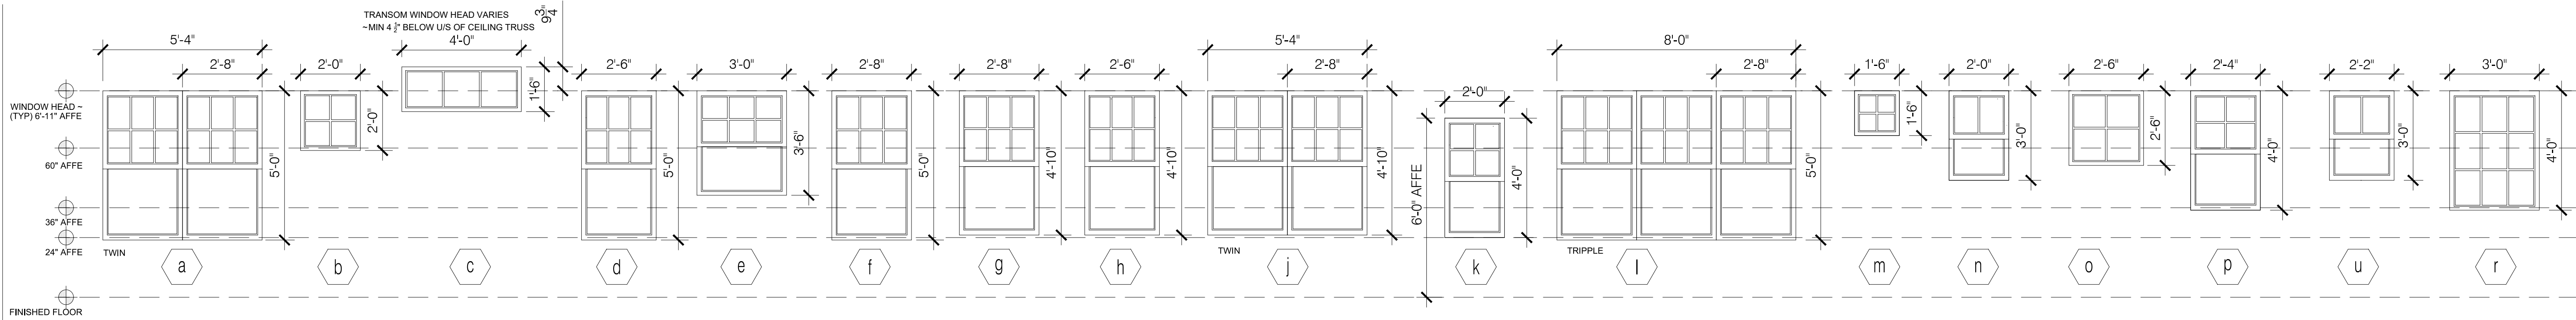 TRANSOM WINDOW HEAD VARIES
~MIN 4 1/2" BELOW U/S OF CEILING TRUSS
9 3/4
5'-4"
2'-8"
2'-0"
4'-0"
1'-6"
2'-6"
3'-0"
2'-8"
2'-8"
2'-6"
5'-4"
2'-8"
2'-0"
8'-0"
2'-8"
1'-6"
2'-0"
2'-6"
2'-4"
2'-2"
3'-0"
WINDOW HEAD ~
(TYP) 6'-11" AFFE
60" AFFE
36" AFFE
24" AFFE
FINISHED FLOOR
5'-0"
2'-0"
5'-0"
3'-6"
5'-0"
4'-10"
4'-10"
4'-10"
6'-0" AFFE
4'-0"
5'-0"
1'-6"
3'-0"
2'-6"
4'-0"
3'-0"
4'-0"
TWIN
TWIN
TRIPPLE
a
b
c
d
e
f
g
h
j
k
l
m
n
o
p
u
r